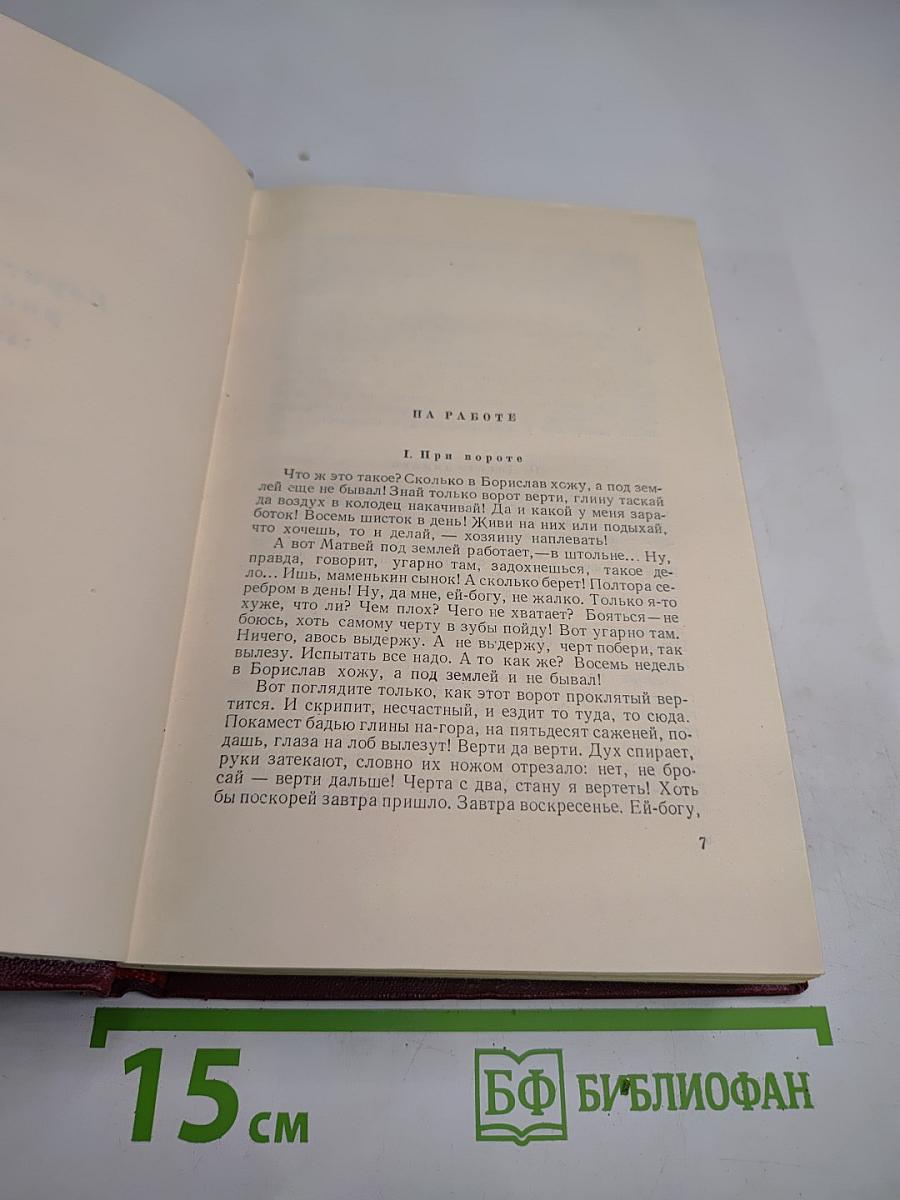 НА РАБОТЕ
I. При вороте
Что ж это такое? Сколько в Борислав хожу, а под зем-
лей еще не бывал! Знай только ворот верти, глину таскай
да воздух в колодец накачивай! Да и какой у меня зара-
боток! Восемь шисток в день! Живи на них или подыхай,
что хочешь, то и делай, — хозяину наплевать!
А вот Матвей под землей работает,—в штольне... Ну,
правда, говорит, угарно там, задохнешься, такое де-
ло... Ишь, маменькин сынок! А сколько берет! Полтора се-
ребром в день! Ну, да мне, ей-богу, не жалко. Только я-то
хуже, что ли? Чем плох? Чего не хватает? Бояться—не
боюсь, хоть самому черту в зубы пойду! Вот угарно там.
Ничего, авось выдержу. А не выдержу, черт побери, так
вылезу. Испытать все надо. А то как же? Восемь недель
в Борислав хожу, а под землей и не бывал!
Вот поглядите только, как этот ворот проклятый вер-
тится. И скрипит, несчастный, и ездит то туда, то сюда.
Покамест бадью глины на-гора, на пятьдесят саженей, по-
дашь, глаза на лоб вылезут! Верти да верти. Дух спирает,
руки затекают, словно их ножом отрезало: нет, не бро-
сай — верти дальше! Черта с два, стану я вертеть! Хоть
бы поскорей завтра пришло. Завтра воскресенье. Ей-богу,
7
15 см
БФ БИБЛИОФАН